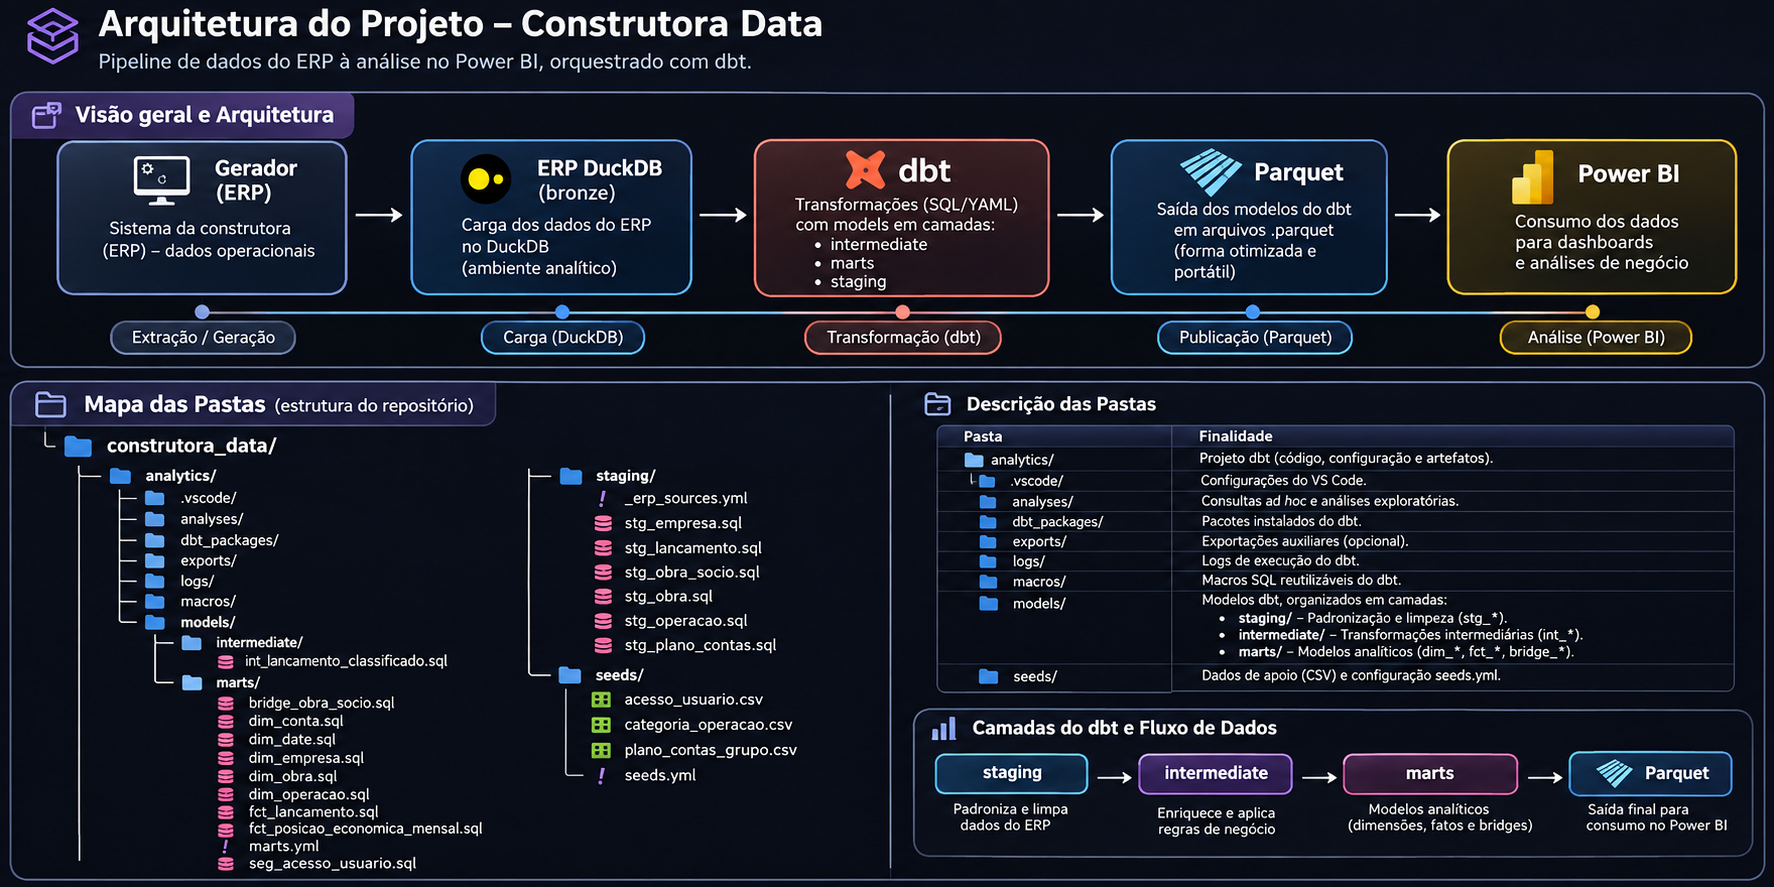 Arquitetura do Projeto – Construtora Data
Pipeline de dados do ERP à análise no Power BI, orquestrado com dbt.
Visão geral e Arquitetura
Gerador
(ERP)
Sistema da construtora
(ERP) – dados operacionais
ERP DuckDB
(bronze)
Carga dos dados do ERP
no DuckDB
(ambiente analítico)
dbt
Transformações (SQL/YAML)
com models em camadas:
• intermediate
• marts
• staging
Parquet
Saída dos modelos do dbt
em arquivos .parquet
(forma otimizada e
portátil)
Power BI
Consumo dos dados
para dashboards
e análises de negócio
Extração / Geração
Carga (DuckDB)
Transformação (dbt)
Publicação (Parquet)
Análise (Power BI)
Mapa das Pastas (estrutura do repositório)
construtora_data/
analytics/
.vscode/
analyses/
dbt_packages/
exports/
logs/
macros/
models/
intermediate/
int_lancamento_classificado.sql
marts/
bridge_obra_socio.sql
dim_conta.sql
dim_date.sql
dim_empresa.sql
dim_obra.sql
dim_operacao.sql
fct_lancamento.sql
fct_posicao_economica_mensal.sql
! marts.yml
seg_acesso_usuario.sql
staging/
! _erp_sources.yml
stg_empresa.sql
stg_lancamento.sql
stg_obra_socio.sql
stg_obra.sql
stg_operacao.sql
stg_plano_contas.sql
seeds/
acesso_usuario.csv
categoria_operacao.csv
plano_contas_grupo.csv
! seeds.yml
Descrição das Pastas
Pasta Finalidade
analytics/ Projeto dbt (código, configuração e artefatos).
.vscode/ Configurações do VS Code.
analyses/ Consultas ad hoc e análises exploratórias.
dbt_packages/ Pacotes instalados do dbt.
exports/ Exportações auxiliares (opcional).
logs/ Logs de execução do dbt.
macros/ Macros SQL reutilizáveis do dbt.
models/ Modelos dbt, organizados em camadas:
• staging/ – Padronização e limpeza (stg_*).
• intermediate/ – Transformações intermediárias (int_*).
• marts/ – Modelos analíticos (dim_*, fct_*, bridge_*).
seeds/ Dados de apoio (CSV) e configuração seeds.yml.
Camadas do dbt e Fluxo de Dados
staging
Padroniza e limpa
dados do ERP
intermediate
Enriquece e aplica
regras de negócio
marts
Modelos analíticos
(dimensões, fatos e bridges)
Parquet
Saída final para
consumo no Power BI